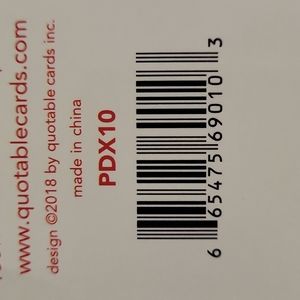 www.quotablecards.com
design ©2018 by quotable cards inc.
made in china
PDX10
6 65475 69010 3